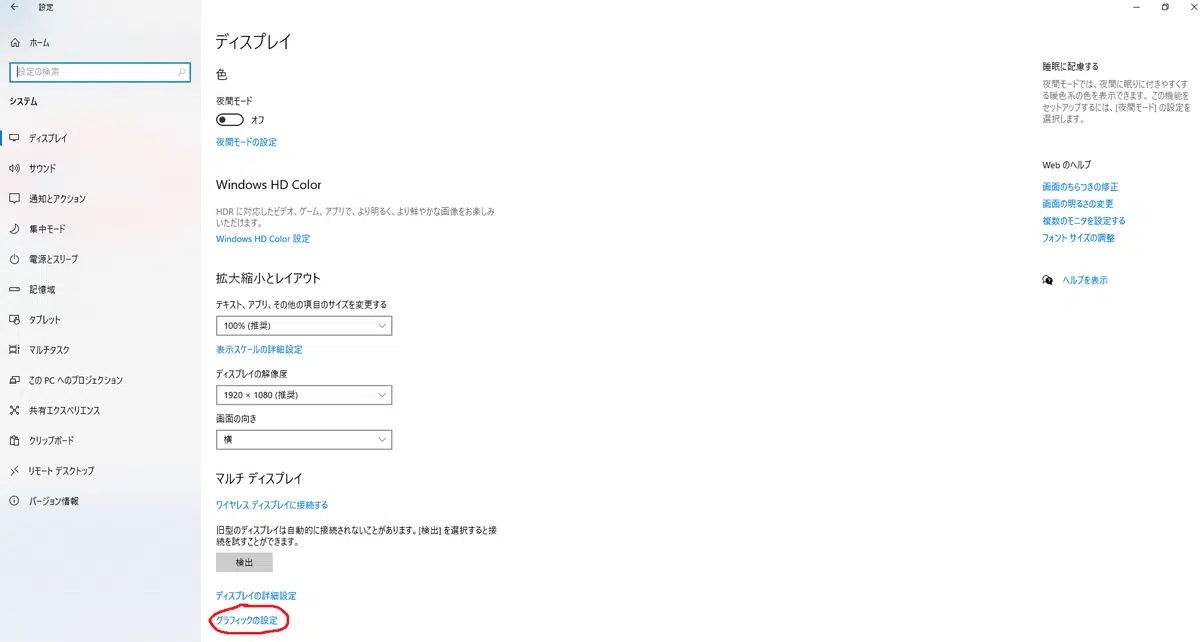 設定
ホーム
設定の検索
システム
ディスプレイ
サウンド
通知とアクション
集中モード
電源とスリープ
記憶域
タブレット
マルチタスク
この PC へのプロジェクション
共有エクスペリエンス
クリップボード
リモート デスクトップ
バージョン情報
ディスプレイ
色
夜間モード
オフ
夜間モードの設定
Windows HD Color
HDR に対応したビデオ、ゲーム、アプリで、より明るく、より鮮やかな画像をお楽しみ
いただけます。
Windows HD Color 設定
拡大縮小とレイアウト
テキスト、アプリ、その他の項目のサイズを変更する
100% (推奨)
表示スケールの詳細設定
ディスプレイの解像度
1920 × 1080 (推奨)
画面の向き
横
マルチ ディスプレイ
ワイヤレス ディスプレイに接続する
旧型のディスプレイは自動的に接続されないことがあります。[検出] を選択すると接
続を試すことができます。
検出
ディスプレイの詳細設定
グラフィックの設定
睡眠に配慮する
夜間モードでは、夜間に眠りに付きやすくす
る暖色系の色を表示できます。この機能を
セットアップするには、[夜間モード] の設定を
選択します。
Web のヘルプ
画面のちらつきの修正
画面の明るさの変更
複数のモニタを設定する
フォント サイズの調整
ヘルプを表示